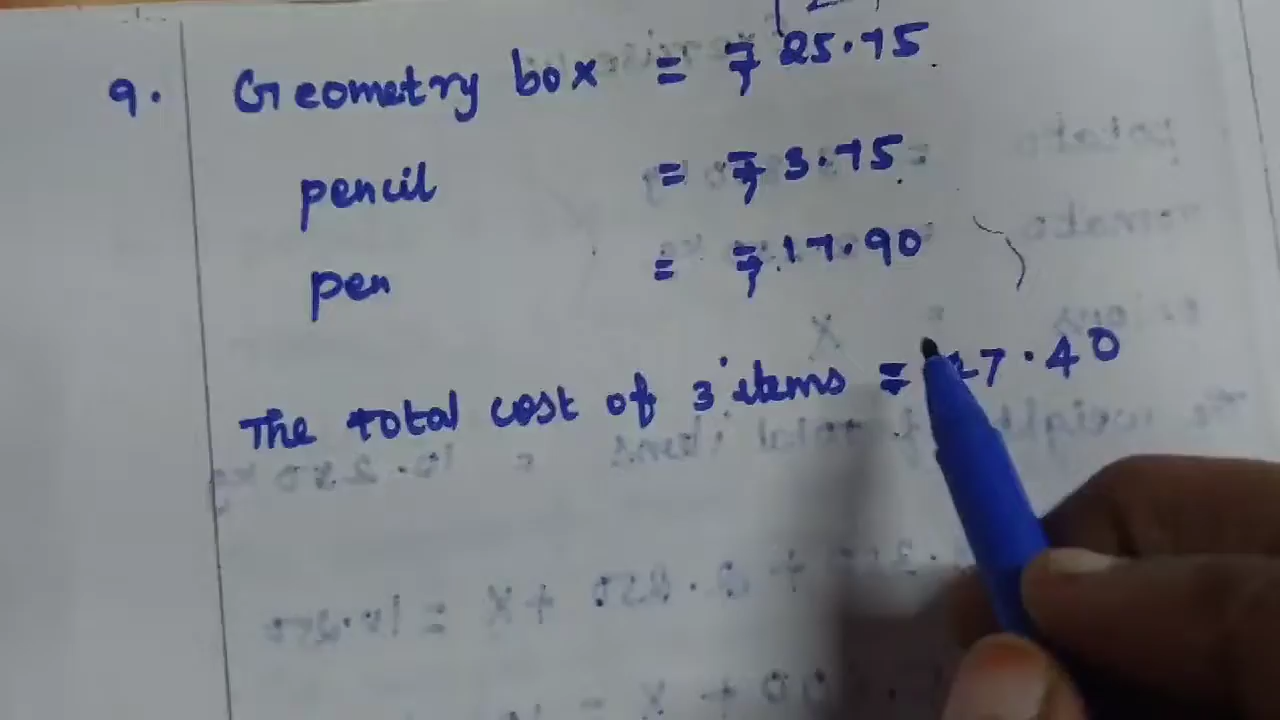 9. Geometry box = ₹ 25.75
pencil = ₹ 3.75
pen = ₹ 17.90
The total cost of 3 items = 47.40